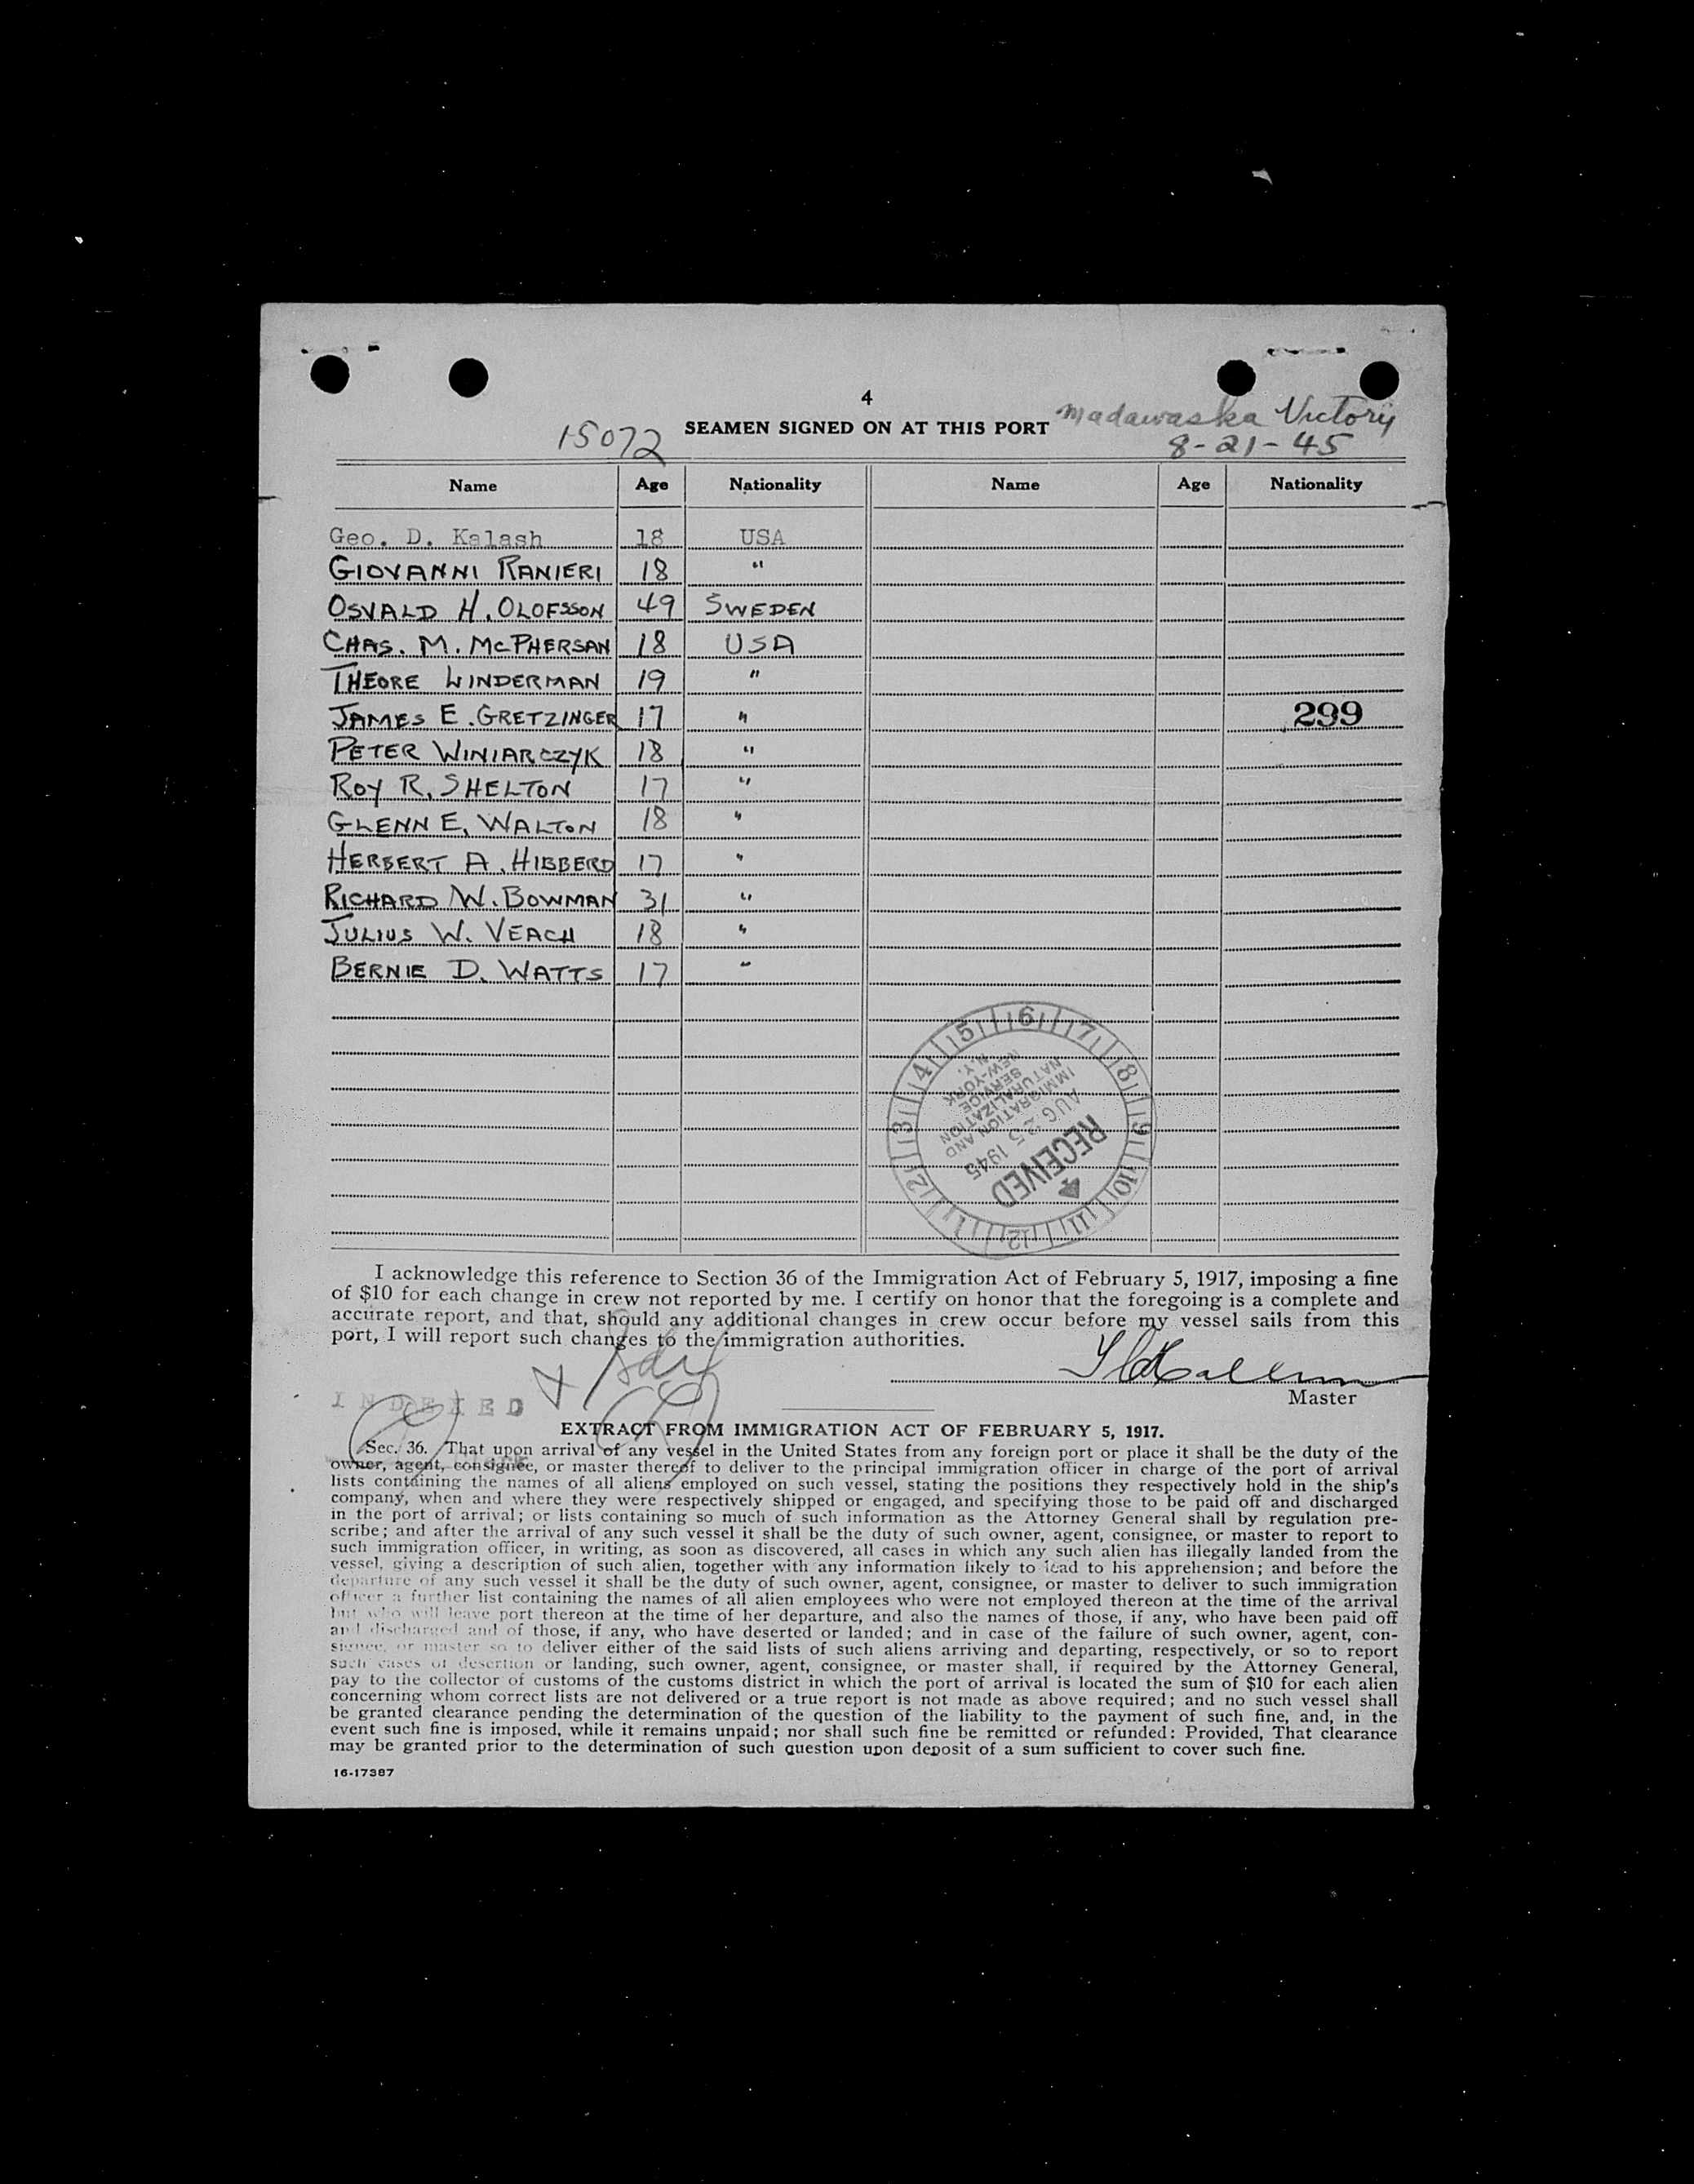 4
Madawaska Victory
15072 SEAMEN SIGNED ON AT THIS PORT 8-21-45
Name Age Nationality Name Age Nationality
Geo. D. Kalash 18 USA
GIOVANNI RANIERI 18 "
OSVALD H. OLOFSSON 49 SWEDEN
CHAS. M. McPHERSAN 18 USA
THEORE LINDERMAN 19 "
JAMES E. GRETZINGER 17 " 299
PETER WINIARCZYK 18 "
ROY R. SHELTON 17 "
GLENN E. WALTON 18 "
HERBERT A. HIBBERD 17 "
RICHARD W. BOWMAN 31 "
JULIUS W. VEACH 18 "
BERNIE D. WATTS 17 "
1 2 3 4 5 6 7 8 9 10 11 12
RECEIVED
AUG 25 1945
IMMIGRATION AND
NATURALIZATION
SERVICE
NEW-YORK
N.Y.
I acknowledge this reference to Section 36 of the Immigration Act of February 5, 1917, imposing a fine
of $10 for each change in crew not reported by me. I certify on honor that the foregoing is a complete and
accurate report, and that, should any additional changes in crew occur before my vessel sails from this
port, I will report such changes to the immigration authorities.
Master
INDEXED
EXTRACT FROM IMMIGRATION ACT OF FEBRUARY 5, 1917.
Sec. 36. That upon arrival of any vessel in the United States from any foreign port or place it shall be the duty of the
owner, agent, consignee, or master thereof to deliver to the principal immigration officer in charge of the port of arrival
lists containing the names of all aliens employed on such vessel, stating the positions they respectively hold in the ship's
company, when and where they were respectively shipped or engaged, and specifying those to be paid off and discharged
in the port of arrival; or lists containing so much of such information as the Attorney General shall by regulation pre-
scribe; and after the arrival of any such vessel it shall be the duty of such owner, agent, consignee, or master to report to
such immigration officer, in writing, as soon as discovered, all cases in which any such alien has illegally landed from the
vessel, giving a description of such alien, together with any information likely to lead to his apprehension; and before the
departure of any such vessel it shall be the duty of such owner, agent, consignee, or master to deliver to such immigration
officer a further list containing the names of all alien employees who were not employed thereon at the time of the arrival
but who will leave port thereon at the time of her departure, and also the names of those, if any, who have been paid off
and discharged and of those, if any, who have deserted or landed; and in case of the failure of such owner, agent, con-
signee, or master so to deliver either of the said lists of such aliens arriving and departing, respectively, or so to report
such cases of desertion or landing, such owner, agent, consignee, or master shall, if required by the Attorney General,
pay to the collector of customs of the customs district in which the port of arrival is located the sum of $10 for each alien
concerning whom correct lists are not delivered or a true report is not made as above required; and no such vessel shall
be granted clearance pending the determination of the question of the liability to the payment of such fine, and, in the
event such fine is imposed, while it remains unpaid; nor shall such fine be remitted or refunded: Provided, That clearance
may be granted prior to the determination of such question upon deposit of a sum sufficient to cover such fine.
16-17387